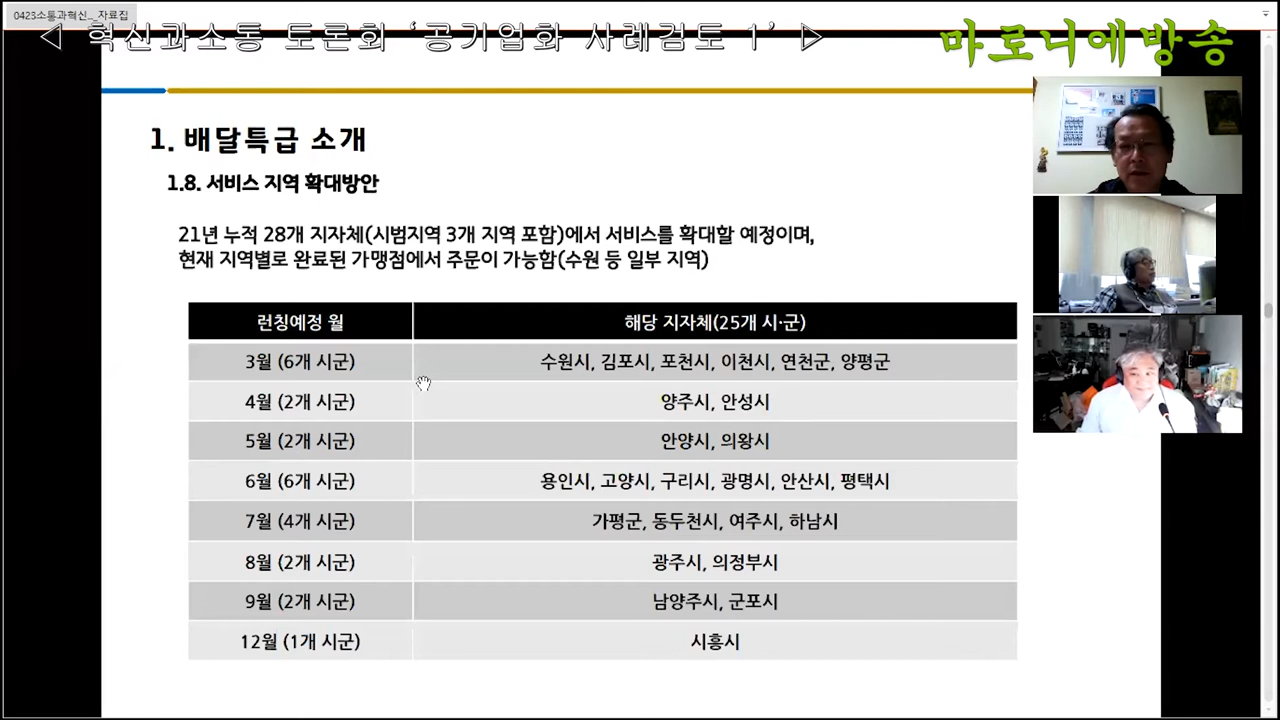 0423소통과혁신_ _자료집
◁ 혁신과소통 토론회 ‘공기업화 사례검토 1’ ▷
마로니에방송
1. 배달특급 소개
1.8. 서비스 지역 확대방안
21년 누적 28개 지자체(시범지역 3개 지역 포함)에서 서비스를 확대할 예정이며,
현재 지역별로 완료된 가맹점에서 주문이 가능함(수원 등 일부 지역)
런칭예정 월 해당 지자체(25개 시·군)
3월 (6개 시군) 수원시, 김포시, 포천시, 이천시, 연천군, 양평군
4월 (2개 시군) 양주시, 안성시
5월 (2개 시군) 안양시, 의왕시
6월 (6개 시군) 용인시, 고양시, 구리시, 광명시, 안산시, 평택시
7월 (4개 시군) 가평군, 동두천시, 여주시, 하남시
8월 (2개 시군) 광주시, 의정부시
9월 (2개 시군) 남양주시, 군포시
12월 (1개 시군) 시흥시